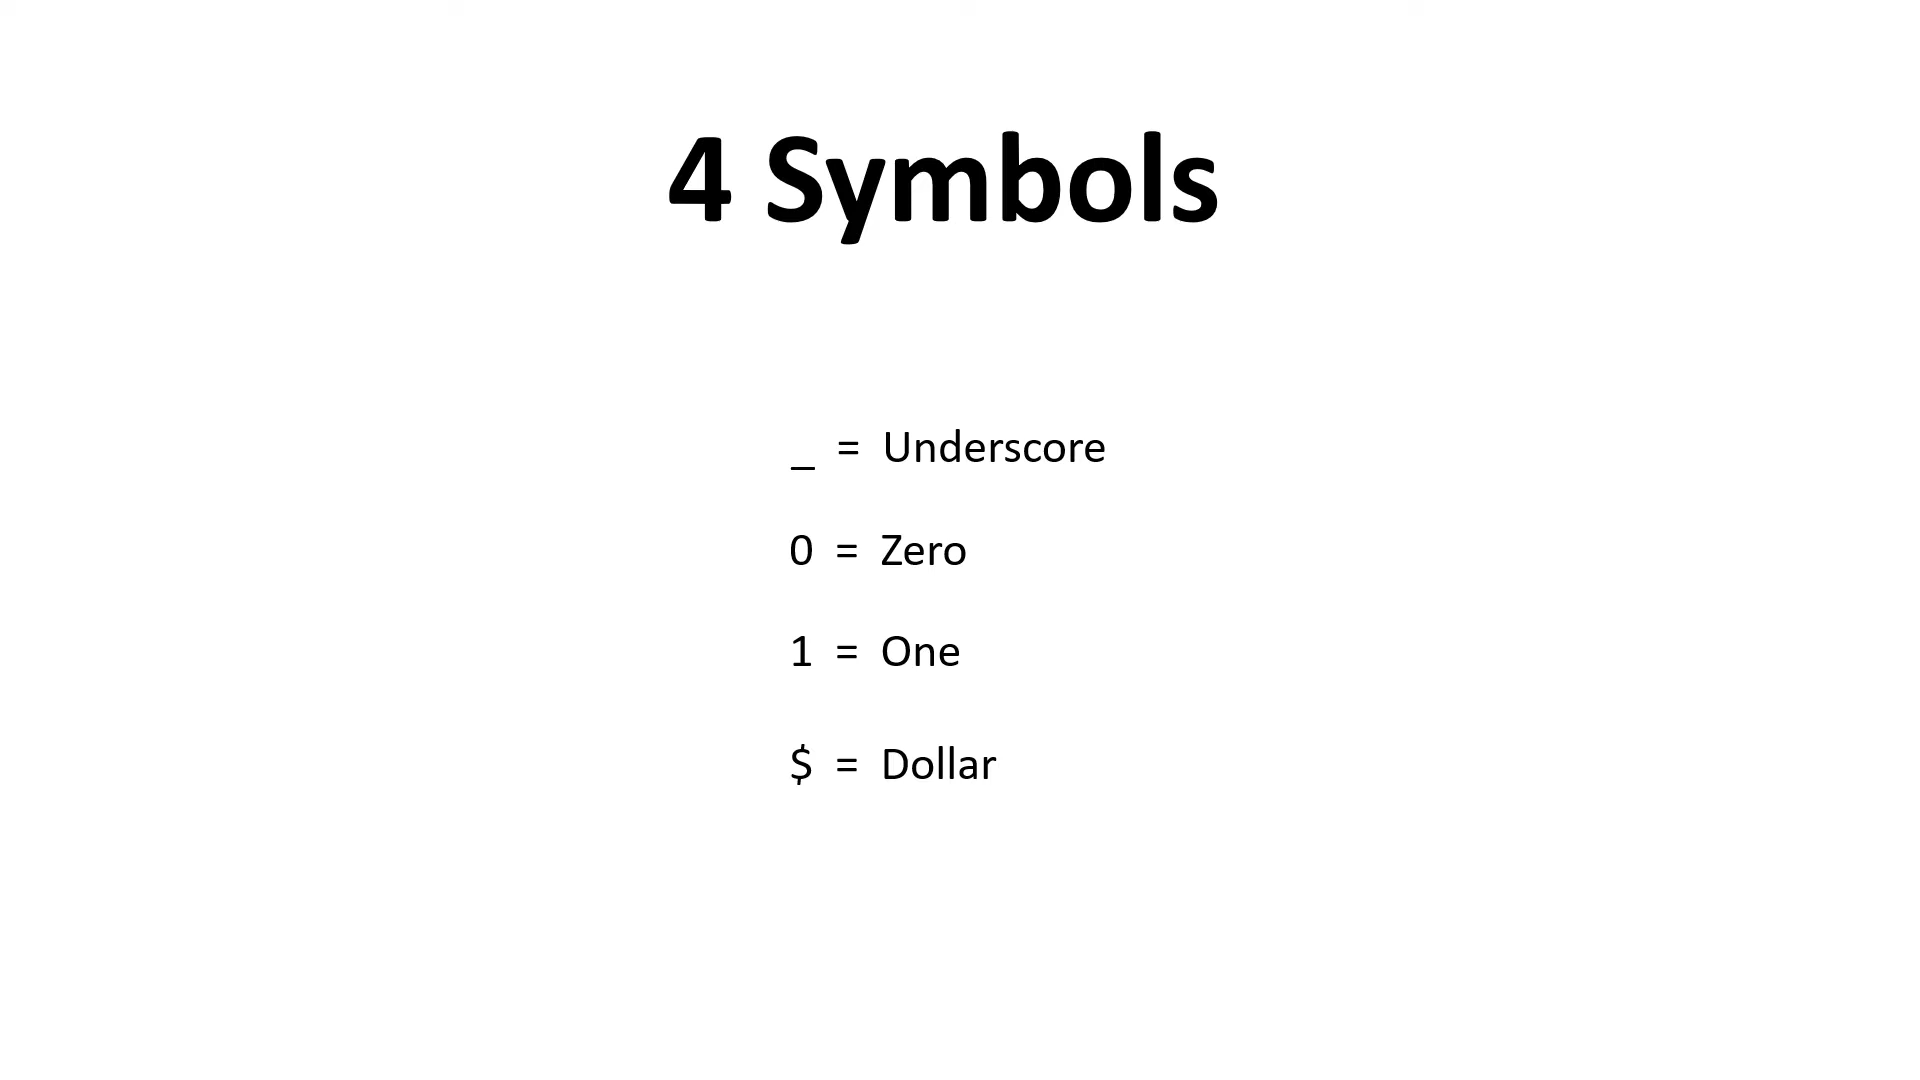 4 Symbols
_ = Underscore
0 = Zero
1 = One
$ = Dollar